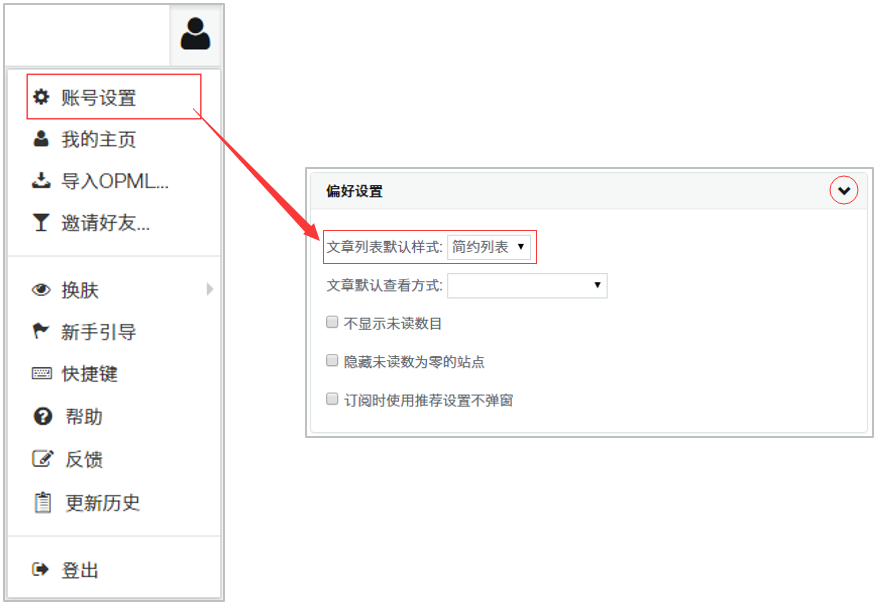 账号设置
我的主页
导入OPML...
邀请好友...
换肤
新手引导
快捷键
帮助
反馈
更新历史
登出
偏好设置
文章列表默认样式: 简约列表
文章默认查看方式:
不显示未读数目
隐藏未读数为零的站点
订阅时使用推荐设置不弹窗